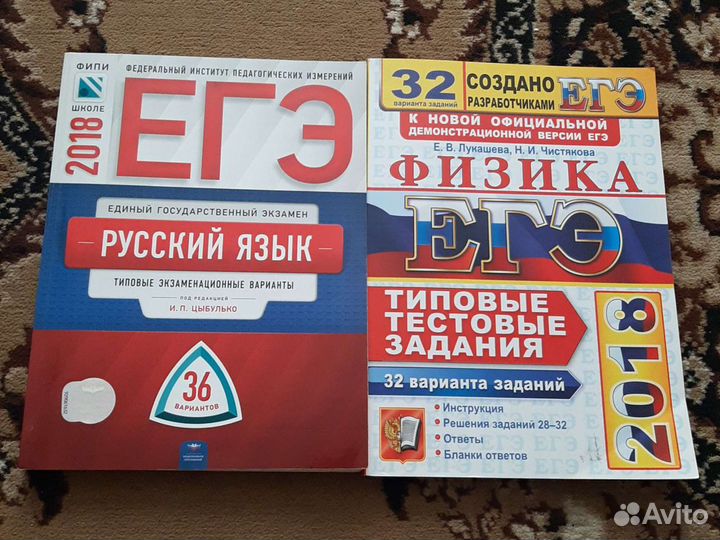 ФИПИ
ШКОЛЕ
ФЕДЕРАЛЬНЫЙ ИНСТИТУТ ПЕДАГОГИЧЕСКИХ ИЗМЕРЕНИЙ
2018
ЕГЭ
ЕДИНЫЙ ГОСУДАРСТВЕННЫЙ ЭКЗАМЕН
РУССКИЙ ЯЗЫК
ТИПОВЫЕ ЭКЗАМЕНАЦИОННЫЕ ВАРИАНТЫ
ПОД РЕДАКЦИЕЙ
И. П. ЦЫБУЛЬКО
36
ВАРИАНТОВ
32
варианта заданий
СОЗДАНО
РАЗРАБОТЧИКАМИ ЕГЭ
К НОВОЙ ОФИЦИАЛЬНОЙ
ДЕМОНСТРАЦИОННОЙ ВЕРСИИ ЕГЭ
Е. В. Лукашева, Н. И. Чистякова
ФИЗИКА
ЕГЭ
ТИПОВЫЕ
ТЕСТОВЫЕ
ЗАДАНИЯ
32 варианта заданий
• Инструкция
• Решения заданий 28–32
• Ответы
• Бланки ответов
2018
Avito